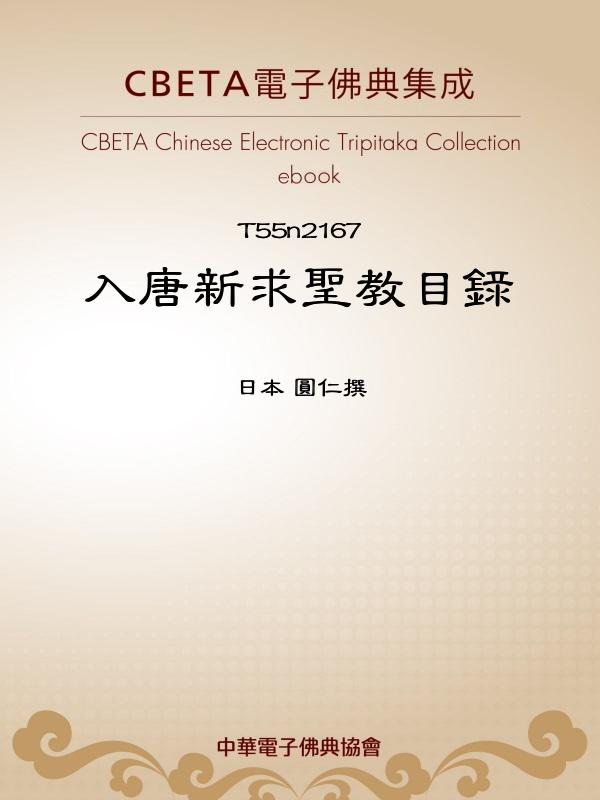 CBETA電子佛典集成
CBETA Chinese Electronic Tripitaka Collection
ebook
T55n2167
入唐新求聖教目録
日本 圓仁撰
中華電子佛典協會